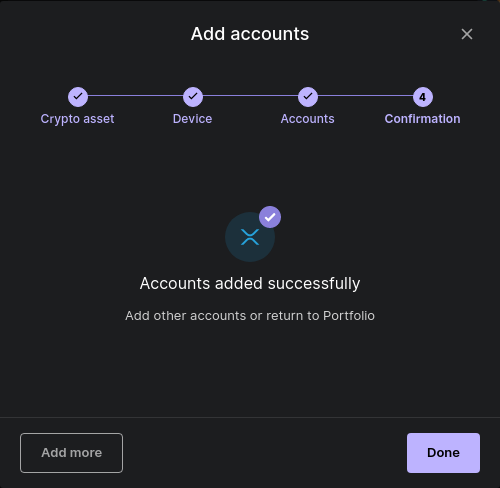 Add accounts
Crypto asset
Device
Accounts
4
Confirmation
Accounts added successfully
Add other accounts or return to Portfolio
Add more
Done